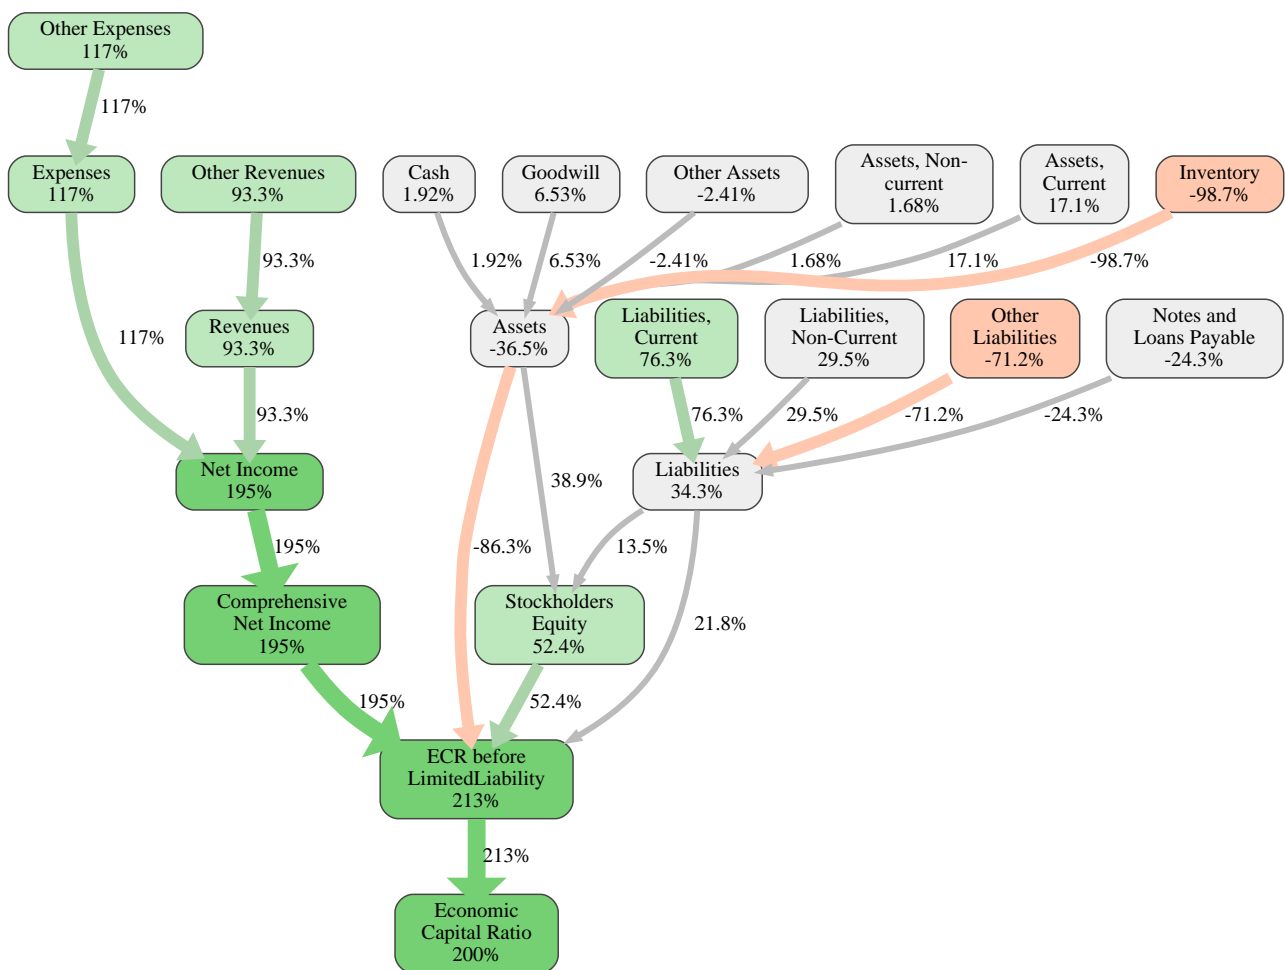 Other Expenses
117%
117%
Expenses
117%
Other Revenues
93.3%
Cash
1.92%
Goodwill
6.53%
Other Assets
-2.41%
Assets, Non-
current
1.68%
Assets,
Current
17.1%
Inventory
-98.7%
93.3%
1.92%
6.53%
-2.41%
1.68%
17.1%
-98.7%
117%
Revenues
93.3%
Assets
-36.5%
Liabilities,
Current
76.3%
Liabilities,
Non-Current
29.5%
Other
Liabilities
-71.2%
Notes and
Loans Payable
-24.3%
93.3%
76.3%
29.5%
-71.2%
-24.3%
Net Income
195%
38.9%
Liabilities
34.3%
195%
-86.3%
13.5%
Comprehensive
Net Income
195%
Stockholders
Equity
52.4%
21.8%
195%
52.4%
ECR before
LimitedLiability
213%
213%
Economic
Capital Ratio
200%